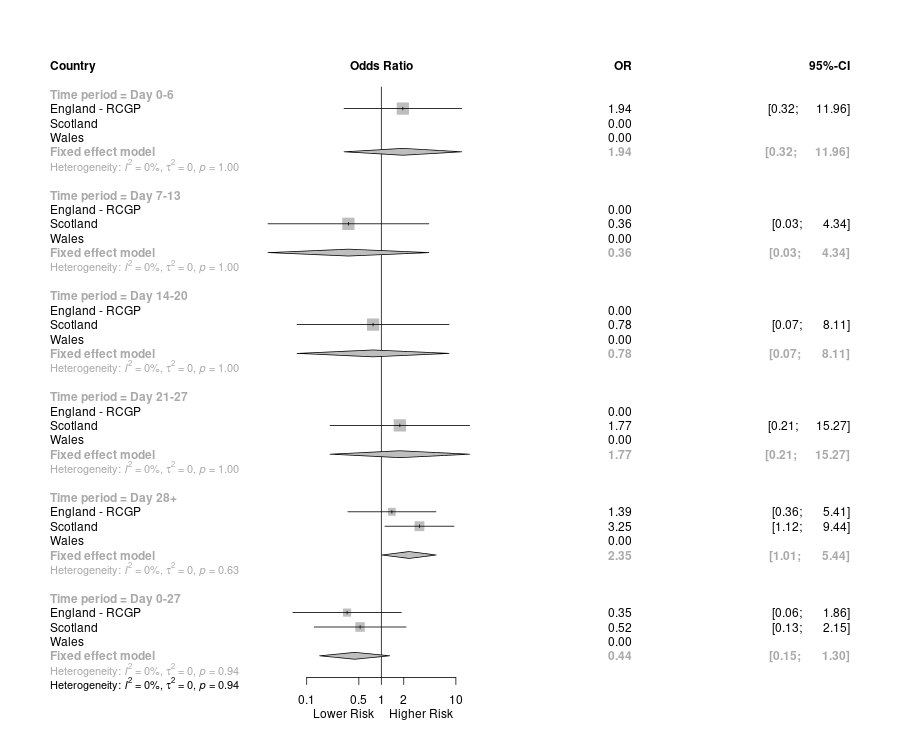 Country Odds Ratio OR 95%-CI
Time period = Day 0-6
England - RCGP 1.94 [0.32; 11.96]
Scotland 0.00
Wales 0.00
Fixed effect model 1.94 [0.32; 11.96]
Heterogeneity: I² = 0%, τ² = 0, p = 1.00
Time period = Day 7-13
England - RCGP 0.00
Scotland 0.36 [0.03; 4.34]
Wales 0.00
Fixed effect model 0.36 [0.03; 4.34]
Heterogeneity: I² = 0%, τ² = 0, p = 1.00
Time period = Day 14-20
England - RCGP 0.00
Scotland 0.78 [0.07; 8.11]
Wales 0.00
Fixed effect model 0.78 [0.07; 8.11]
Heterogeneity: I² = 0%, τ² = 0, p = 1.00
Time period = Day 21-27
England - RCGP 0.00
Scotland 1.77 [0.21; 15.27]
Wales 0.00
Fixed effect model 1.77 [0.21; 15.27]
Heterogeneity: I² = 0%, τ² = 0, p = 1.00
Time period = Day 28+
England - RCGP 1.39 [0.36; 5.41]
Scotland 3.25 [1.12; 9.44]
Wales 0.00
Fixed effect model 2.35 [1.01; 5.44]
Heterogeneity: I² = 0%, τ² = 0, p = 0.63
Time period = Day 0-27
England - RCGP 0.35 [0.06; 1.86]
Scotland 0.52 [0.13; 2.15]
Wales 0.00
Fixed effect model 0.44 [0.15; 1.30]
Heterogeneity: I² = 0%, τ² = 0, p = 0.94
Heterogeneity: I² = 0%, τ² = 0, p = 0.94
0.1 0.5 1 2 10
Lower Risk Higher Risk